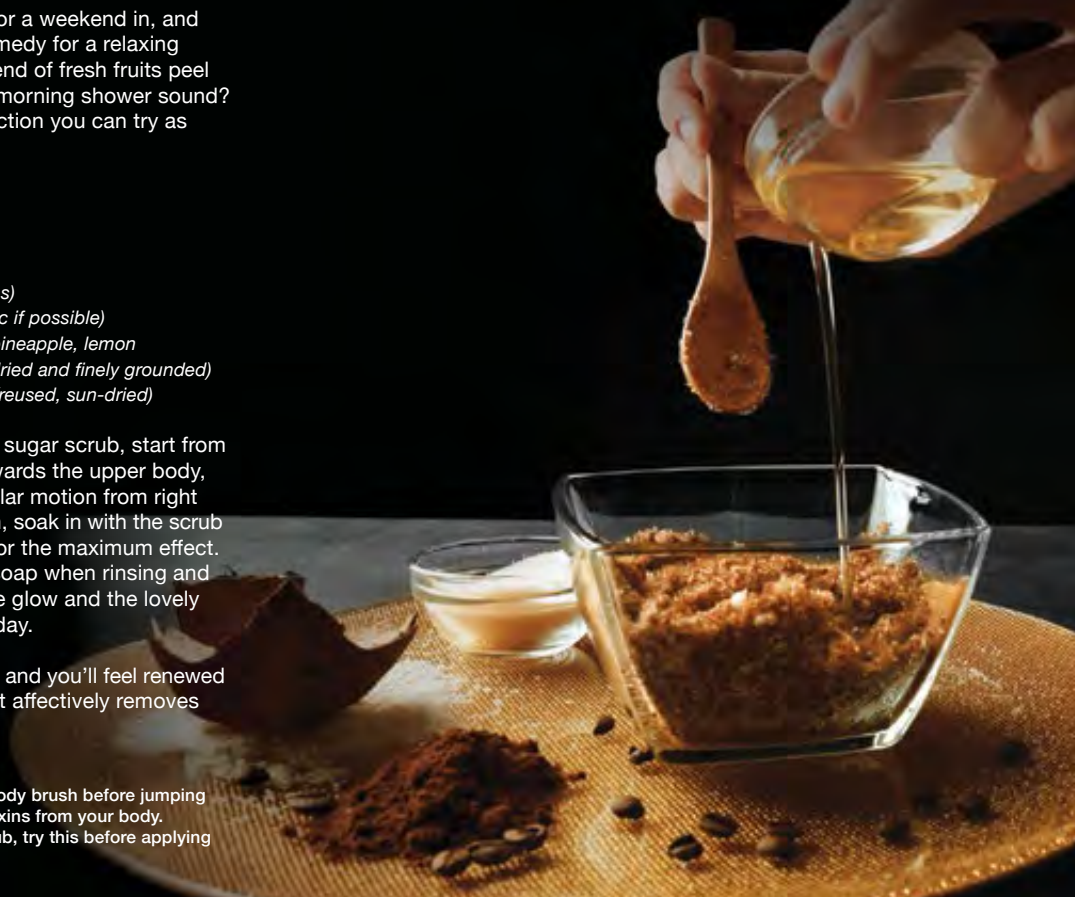 or a weekend in, and
medy for a relaxing
end of fresh fruits peel
morning shower sound?
ction you can try as
s)
c if possible)
ineapple, lemon
ried and finely grounded)
reused, sun-dried)
sugar scrub, start from
wards the upper body,
lar motion from right
, soak in with the scrub
or the maximum effect.
soap when rinsing and
e glow and the lovely
day.
and you'll feel renewed
t affectively removes
ody brush before jumping
xins from your body.
ub, try this before applying